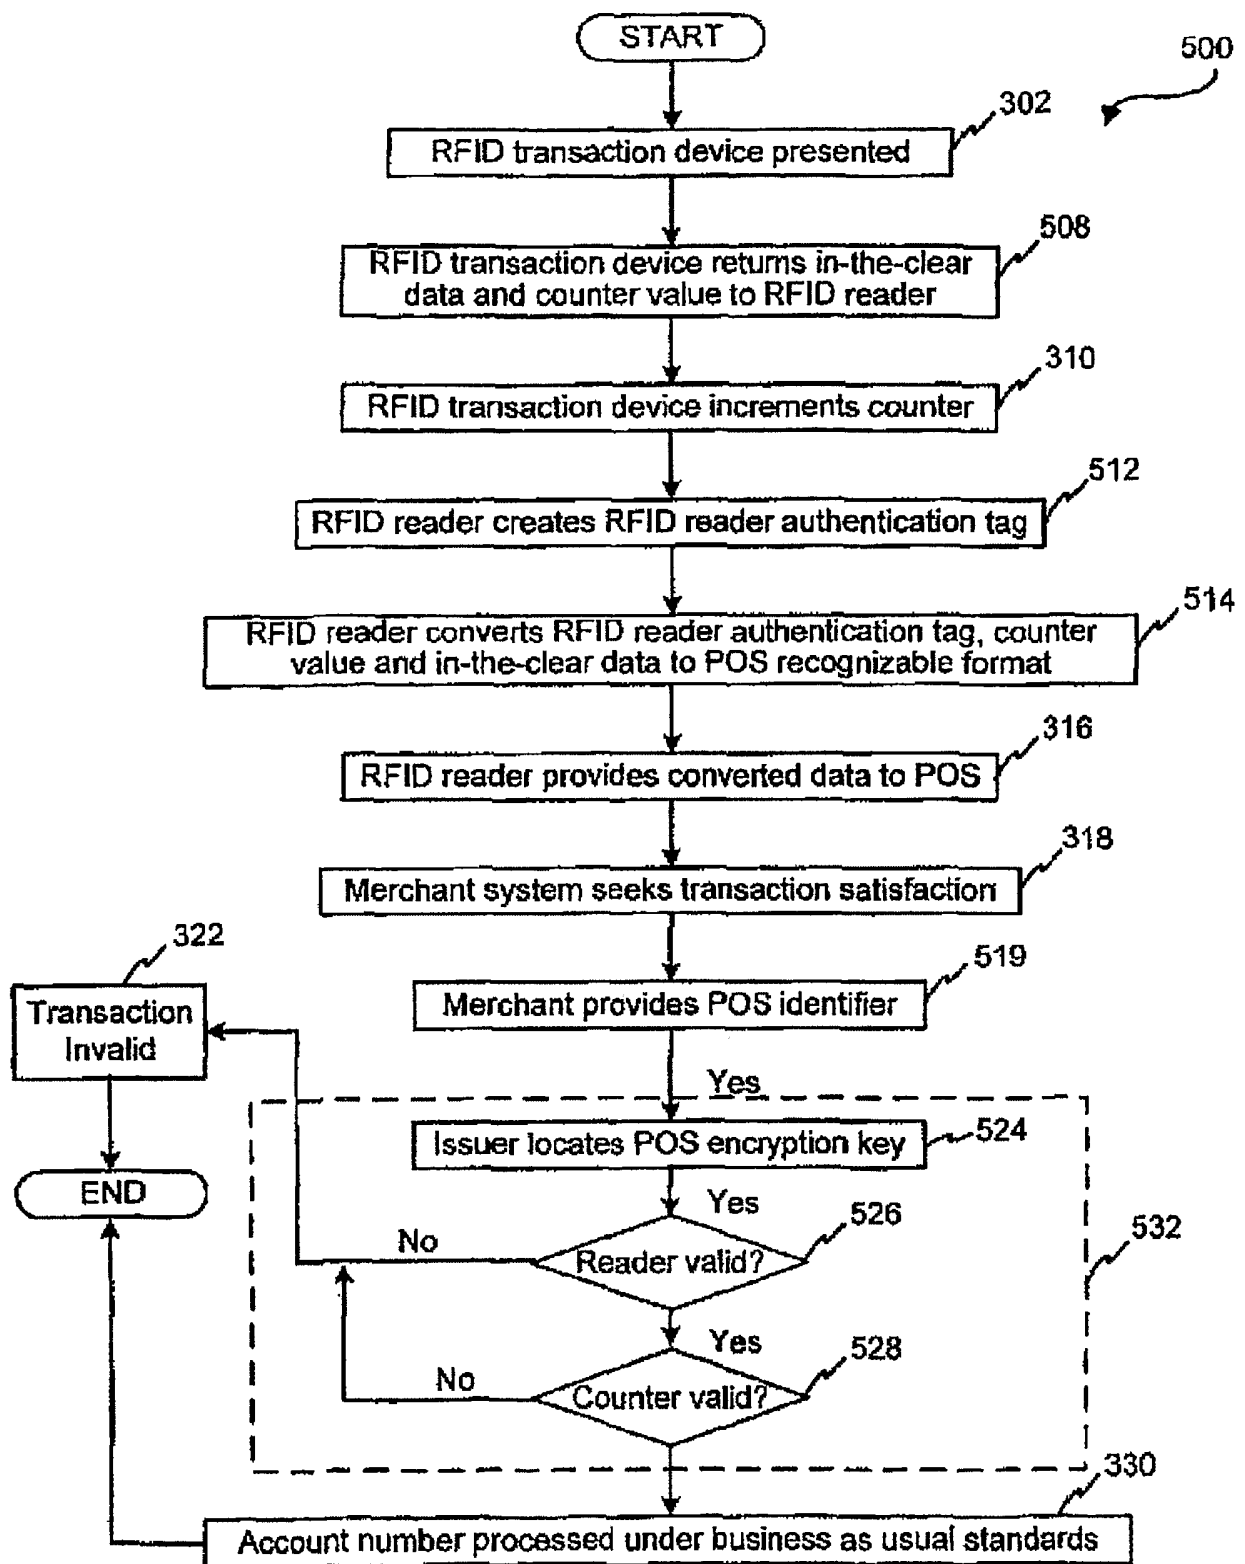 START
500
302
RFID transaction device presented
508
RFID transaction device returns in-the-clear
data and counter value to RFID reader
310
RFID transaction device increments counter
512
RFID reader creates RFID reader authentication tag
514
RFID reader converts RFID reader authentication tag, counter
value and in-the-clear data to POS recognizable format
316
RFID reader provides converted data to POS
318
Merchant system seeks transaction satisfaction
322
Transaction
Invalid
519
Merchant provides POS identifier
Yes
Issuer locates POS encryption key
524
END
Yes
526
532
No
Reader valid?
Yes
528
No
Counter valid?
330
Account number processed under business as usual standards